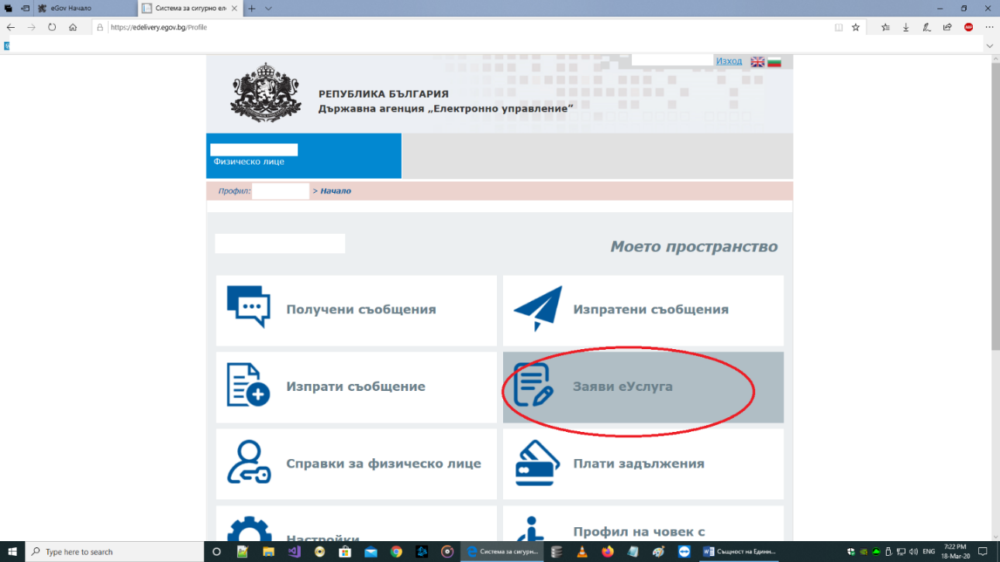 eGov Начало
Система за сигурно еле
https://edelivery.egov.bg/Profile
Изход
РЕПУБЛИКА БЪЛГАРИЯ
Държавна агенция „Електронно управление”
Физическо лице
Профил: > Начало
Моето пространство
Получени съобщения
Изпратени съобщения
Изпрати съобщение
Заяви еУслуга
Справки за физическо лице
Плати задължения
Настройки
Профил на човек с
Type here to search
Система за сигурн...
Същност на Един...
ENG
7:22 PM
18-Mar-20